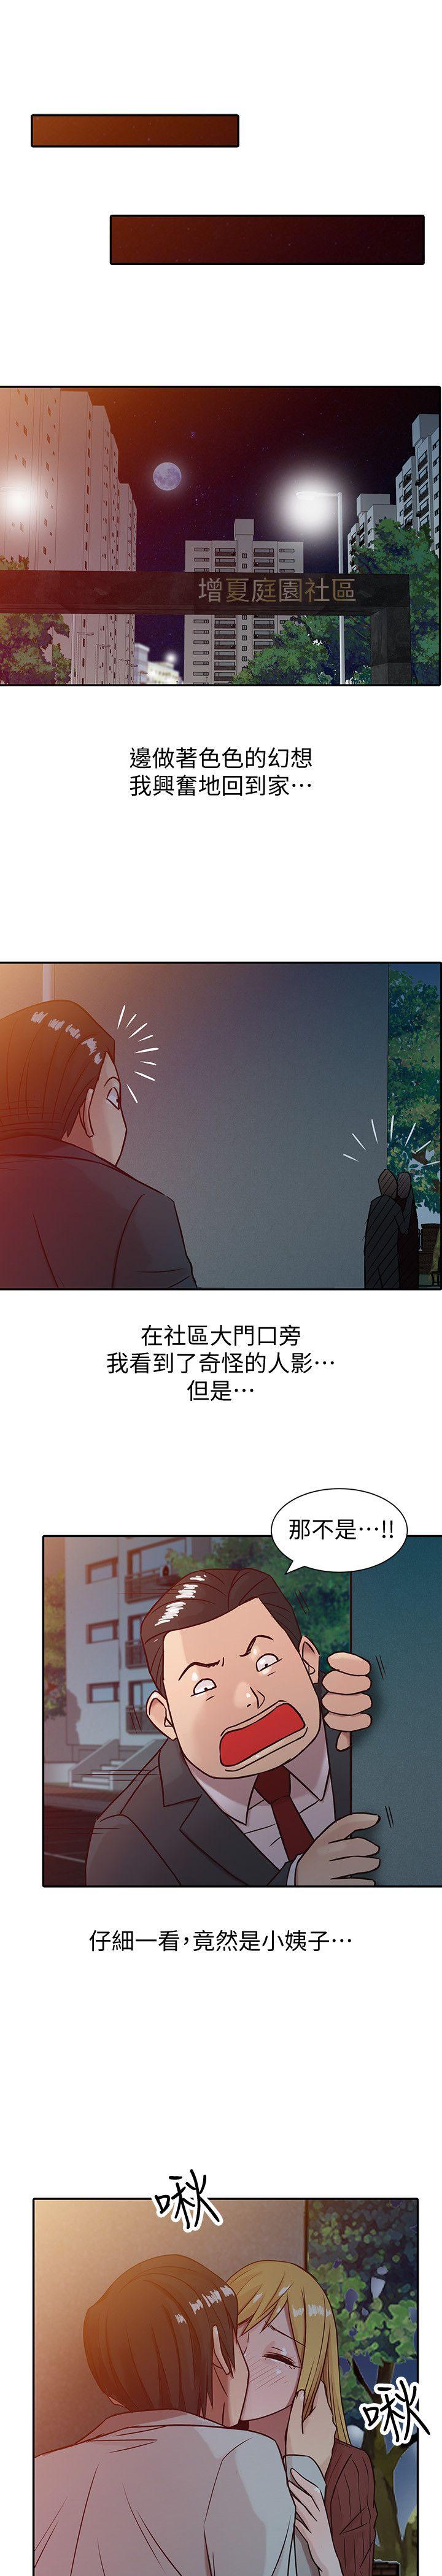 增夏庭園社區
邊做著色色的幻想
我興奮地回到家⋯
在社區大門口旁
我看到了奇怪的人影⋯
但是⋯
那不是⋯!!
仔細一看,竟然是小姨子⋯
啾
啾